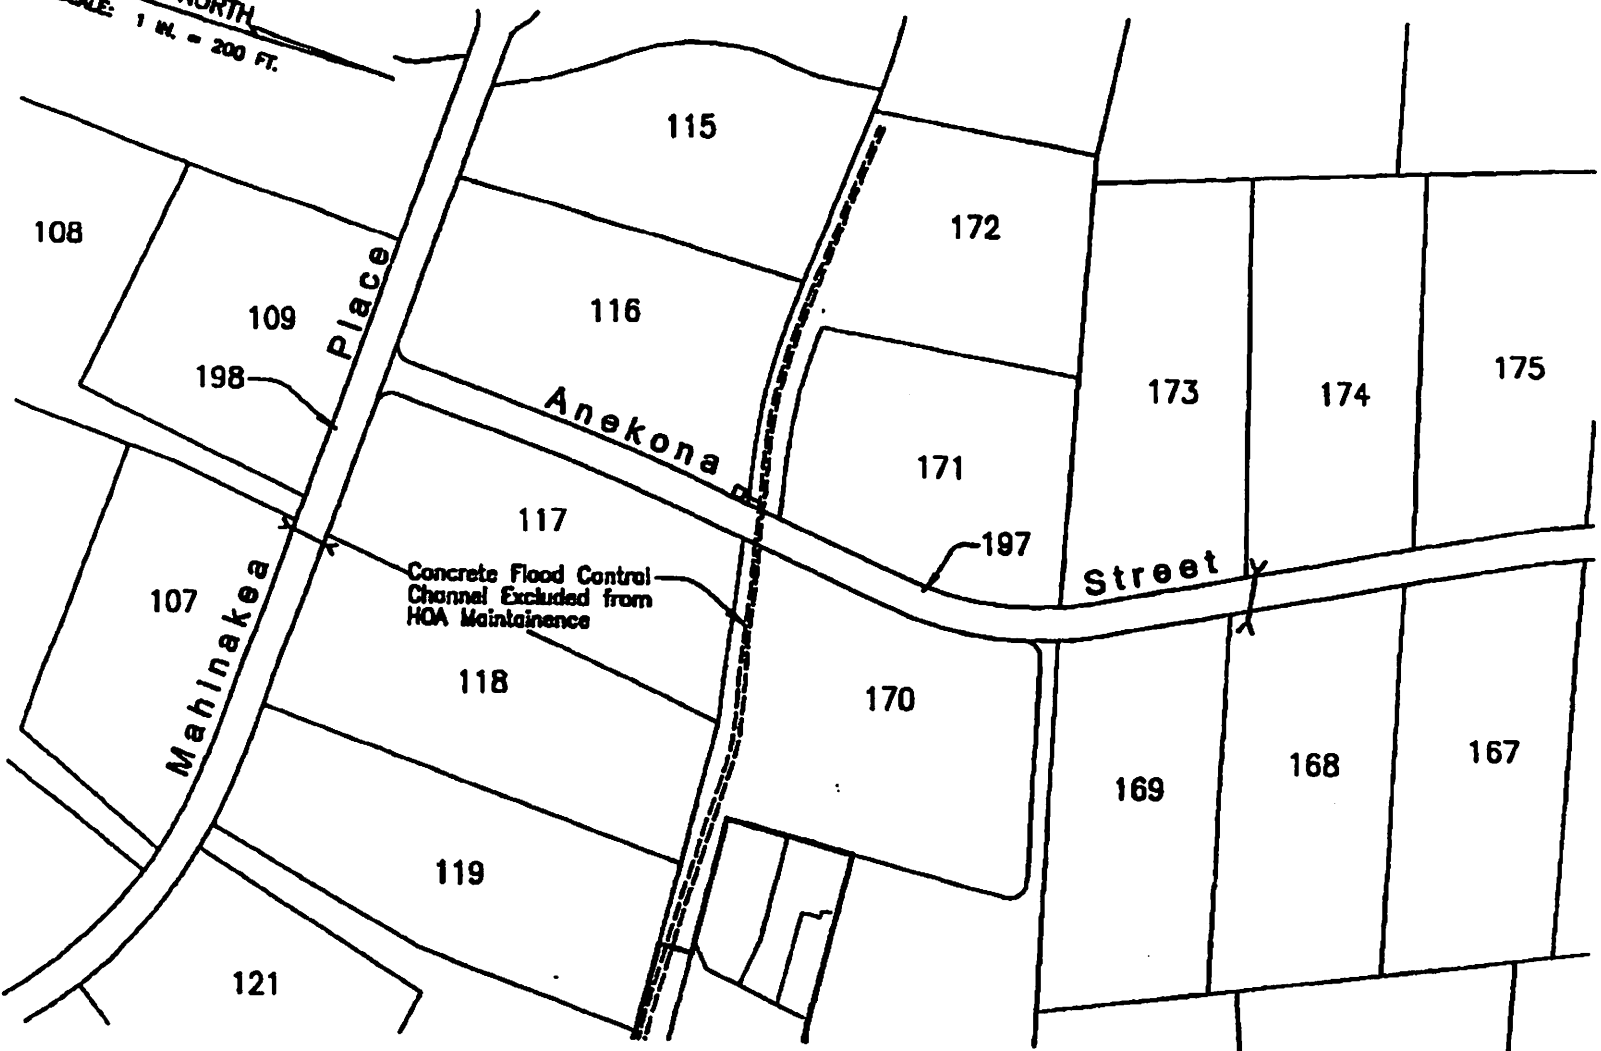 NORTH
SCALE: 1 IN. = 200 FT.
115
172
108
109
Place
116
198
173
174
175
Anekona
171
117
197
Street
Concrete Flood Control
Channel Excluded from
HOA Maintainence
107
Mahinakea
118
170
169
168
167
119
121